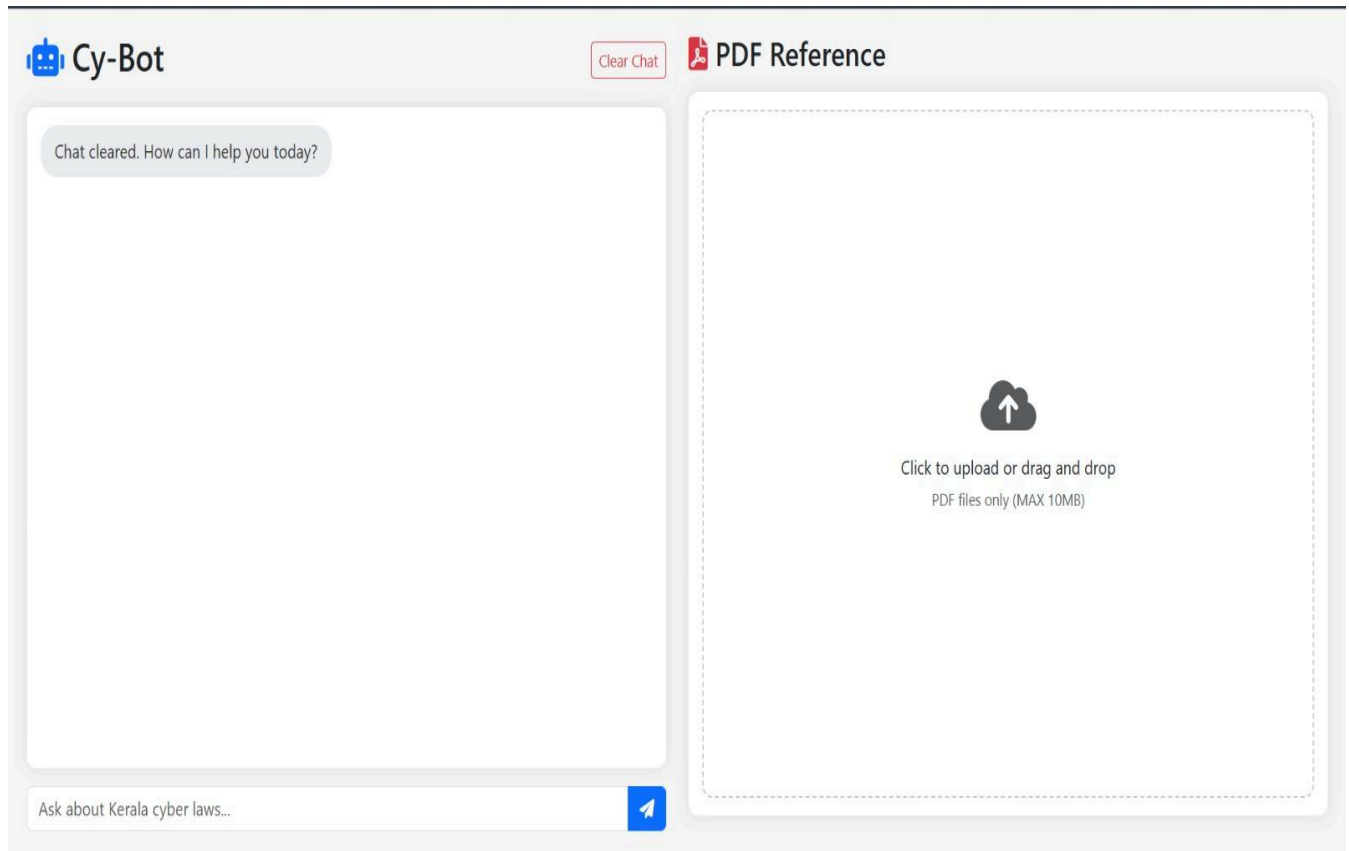 Cy-Bot
Clear Chat
Chat cleared. How can I help you today?
Ask about Kerala cyber laws...
PDF Reference
Click to upload or drag and drop
PDF files only (MAX 10MB)